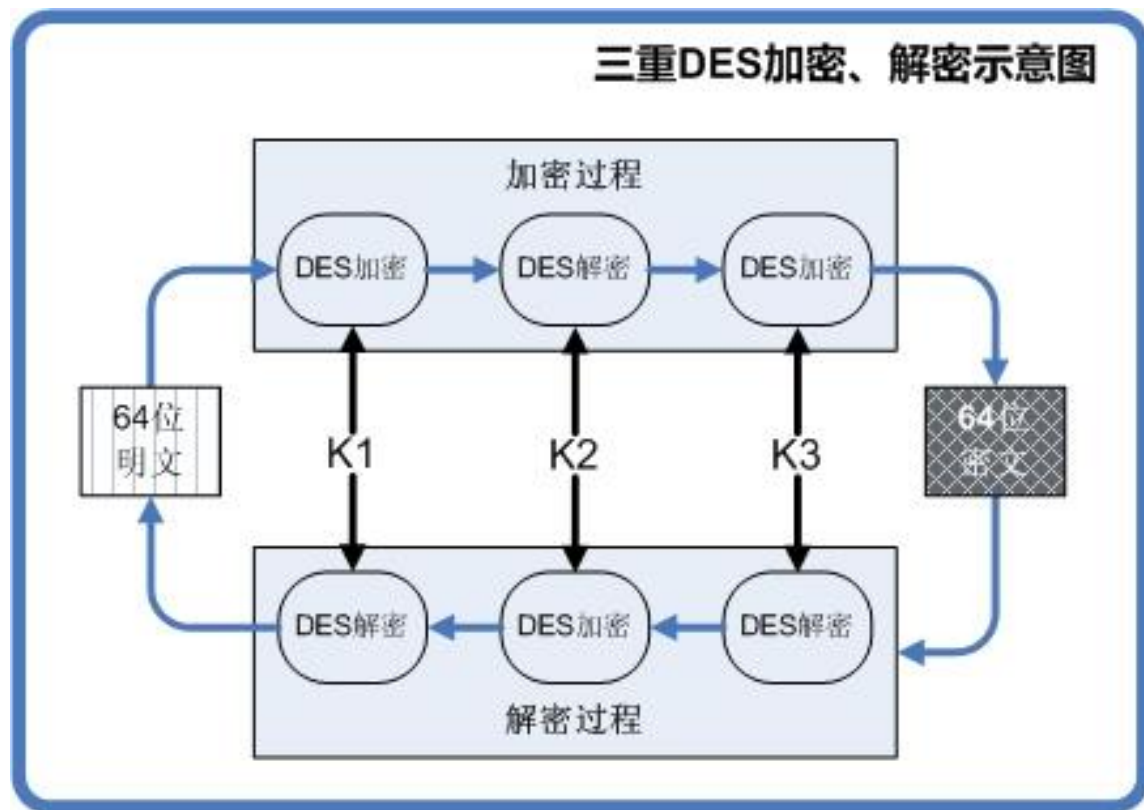 三重DES加密、解密示意图
加密过程
DES加密
DES解密
DES加密
64位
明文
K1
K2
K3
64位
密文
DES解密
DES加密
DES解密
解密过程